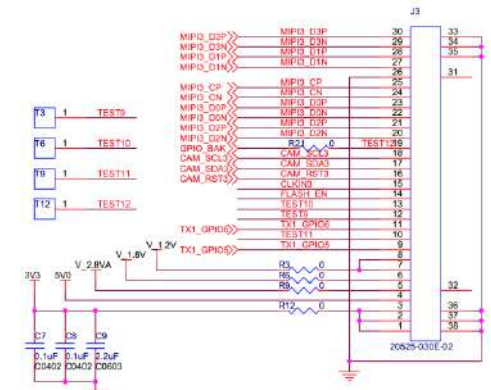 J3
MIPI3_D3P MIPI3_D3P 30 33
MIPI3_D3N MIPI3_D3N 29 34
MIPI3_D1P MIPI3_D1P 28 35
MIPI3_D1N MIPI3_D1N 27
26 31
MIPI3_CP MIPI3_CP 25
MIPI3_CN MIPI3_CN 24
MIPI3_D0P MIPI3_D0P 23
MIPI3_D0N MIPI3_D0N 22
MIPI3_D2P MIPI3_D2P 21
MIPI3_D2N MIPI3_D2N 20
GPIO_BAK R21 0 TEST12 19
CAM_SCL3 CAM_SCL3 18
CAM_SDA3 CAM_SDA3 17
CAM_RST3 CAM_RST3 16
CLKIN3 15
FLASH_EN 14
TEST10 13
TEST9 12
TX1_GPIO6 TX1_GPIO6 11
TEST11 10
TX1_GPIO5 TX1_GPIO5 9
8
R3 0 7
R5 0 6
R8 0 5 32
4
R12 0 3 36
2 37
1 38
20525-030E-02
T3 1 TEST9
T6 1 TEST10
T9 1 TEST11
T12 1 TEST12
V_1.2V
V_1.8V
V_2.8VA
3V3 5V0
C7 C8 C9
0.1uF 0.1uF 2.2uF
C0402 C0402 C0603